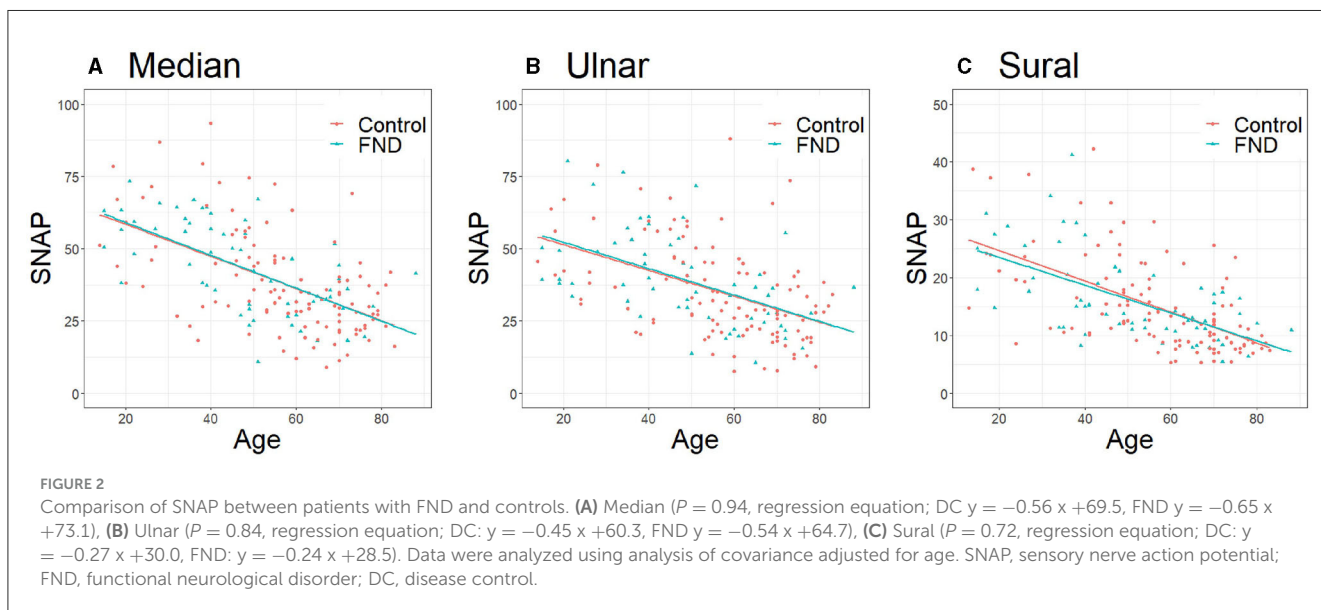 A Median
B Ulnar
C Sural
100
75
50
25
0
SNAP
Control
FND
20
40
60
80
Age
100
75
50
25
0
SNAP
Control
FND
20
40
60
80
Age
50
40
30
20
10
0
SNAP
Control
FND
20
40
60
80
Age
FIGURE 2
Comparison of SNAP between patients with FND and controls. (A) Median (P = 0.94, regression equation; DC y = −0.56 x +69.5, FND y = −0.65 x
+73.1), (B) Ulnar (P = 0.84, regression equation; DC: y = −0.45 x +60.3, FND y = −0.54 x +64.7), (C) Sural (P = 0.72, regression equation; DC: y
= −0.27 x +30.0, FND: y = −0.24 x +28.5). Data were analyzed using analysis of covariance adjusted for age. SNAP, sensory nerve action potential;
FND, functional neurological disorder; DC, disease control.